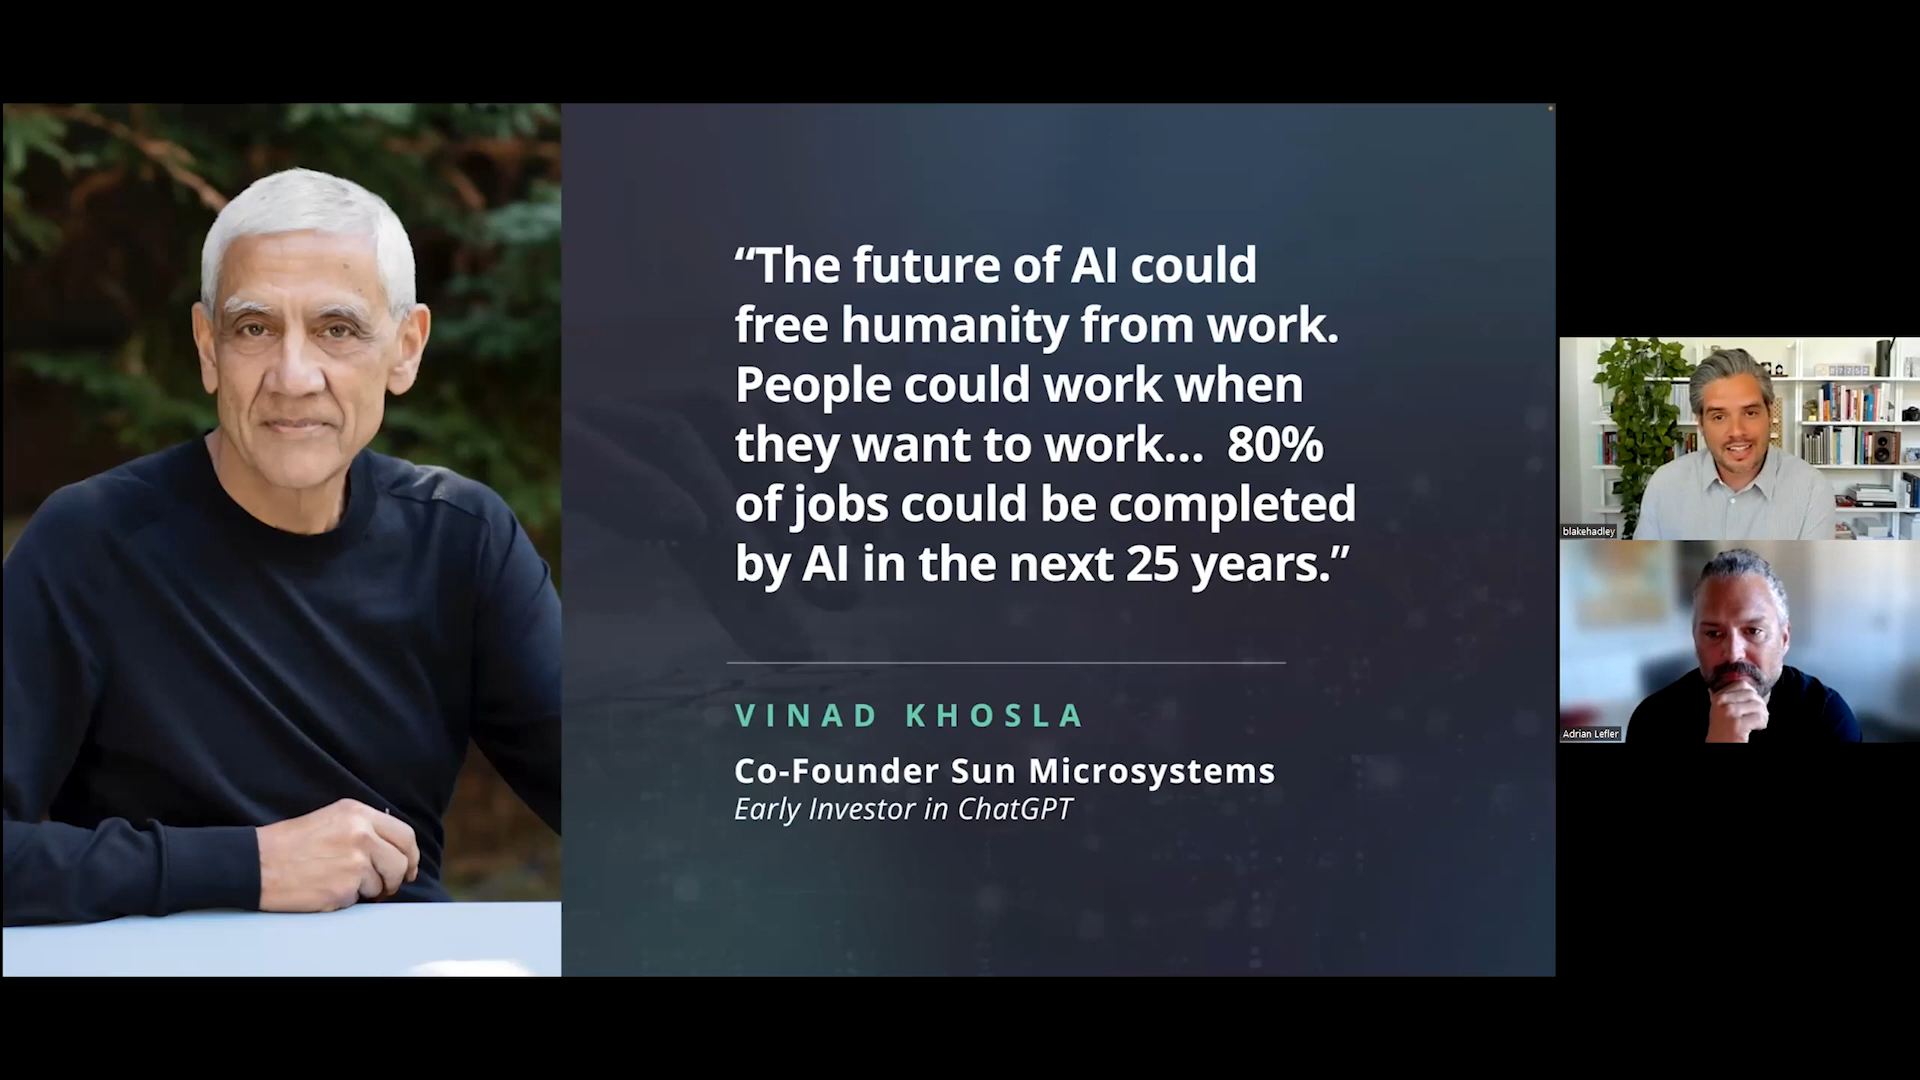 “The future of AI could
free humanity from work.
People could work when
they want to work... 80%
of jobs could be completed
by AI in the next 25 years.”
VINAD KHOSLA
Co-Founder Sun Microsystems
Early Investor in ChatGPT
blakehadley
Adrian Lefler